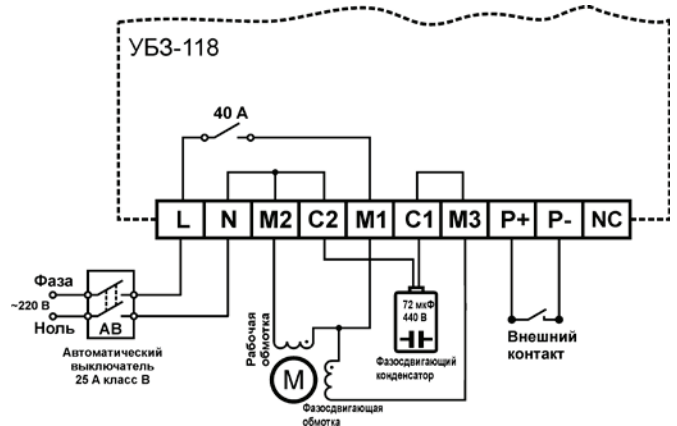 УБЗ-118
40 А
L N M2 C2 M1 C1 M3 P+ P- NC
Фаза
~220 В
Ноль
АВ
Автоматический
выключатель
25 А класс В
Рабочая
обмотка
М
Фазосдвигающая
обмотка
72 мкФ
440 В
Фазосдвигающий
конденсатор
Внешний
контакт